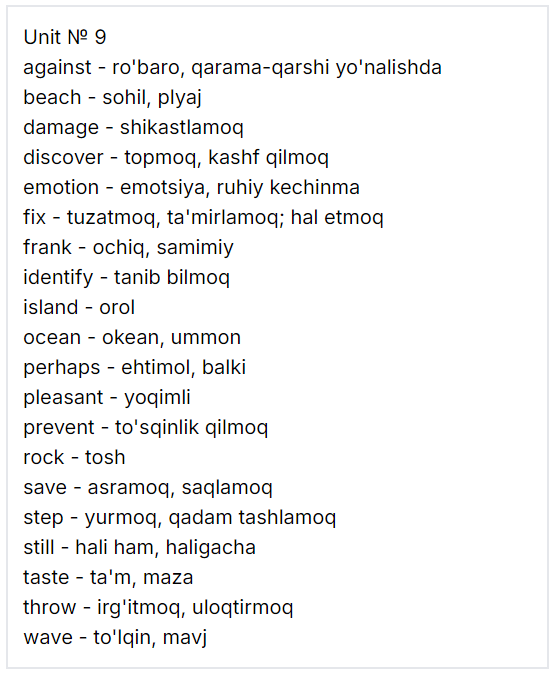 Unit № 9
against - ro'baro, qarama-qarshi yo'nalishda
beach - sohil, plyaj
damage - shikastlamoq
discover - topmoq, kashf qilmoq
emotion - emotsiya, ruhiy kechinma
fix - tuzatmoq, ta'mirlamoq; hal etmoq
frank - ochiq, samimiy
identify - tanib bilmoq
island - orol
ocean - okean, ummon
perhaps - ehtimol, balki
pleasant - yoqimli
prevent - to'sqinlik qilmoq
rock - tosh
save - asramoq, saqlamoq
step - yurmoq, qadam tashlamoq
still - hali ham, haligacha
taste - ta'm, maza
throw - irg'itmoq, uloqtirmoq
wave - to'lqin, mavj